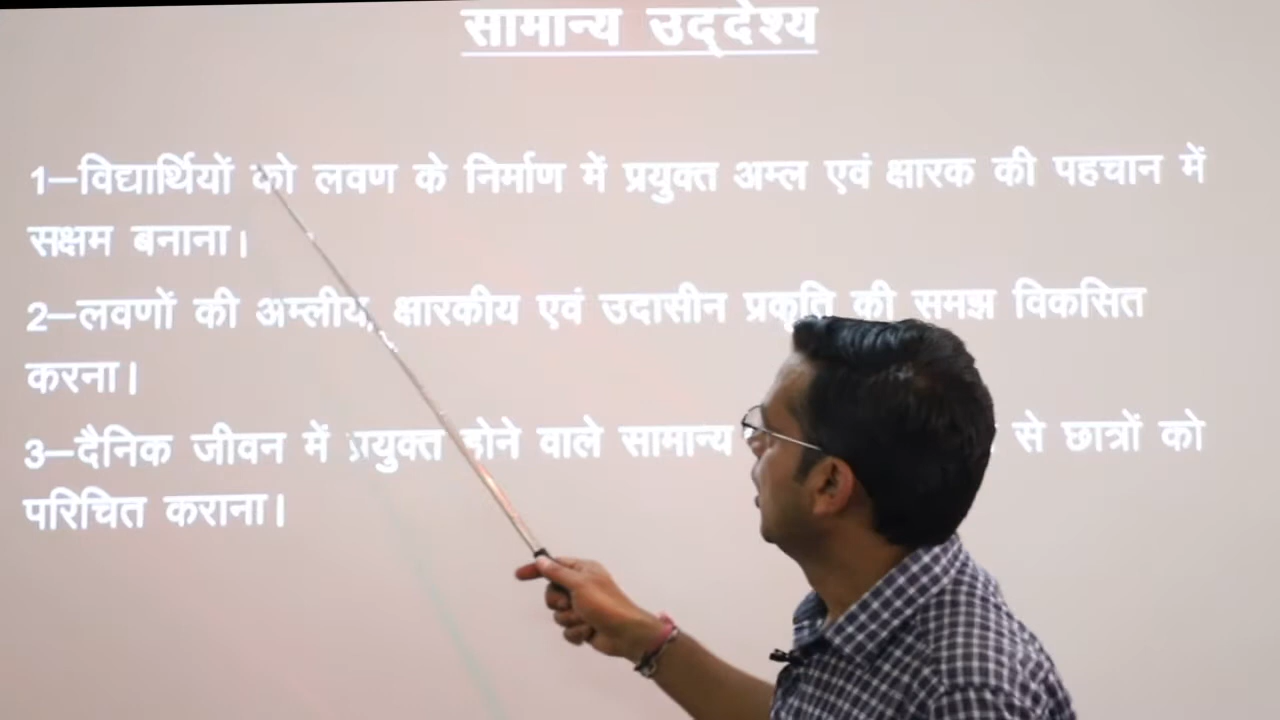 सामान्य उद्‌देश्य
1–विद्यार्थियों को लवण के निर्माण में प्रयुक्त अम्ल एवं क्षारक की पहचान में
सक्षम बनाना।
2–लवणों की अम्लीय, क्षारकीय एवं उदासीन प्रकृति की समझ विकसित
करना।
3–दैनिक जीवन में प्रयुक्त होने वाले सामान्य से छात्रों को
परिचित कराना।